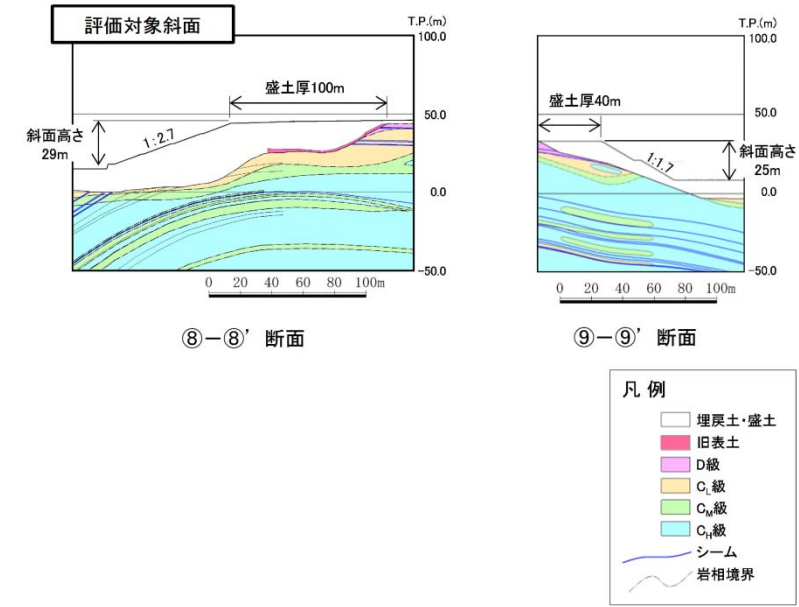 評価対象斜面
T.P.(m)
100.0
盛土厚100m
50.0
斜面高さ
29m
1:2.7
0.0
-50.0
0 20 40 60 80 100m
⑧-⑧’断面
T.P.(m)
100.0
盛土厚40m
50.0
斜面高さ
25m
1:1.7
0.0
-50.0
0 20 40 60 80 100m
⑨-⑨’断面
凡 例
埋戻土・盛土
旧表土
D級
CL級
CM級
CH級
シーム
岩相境界